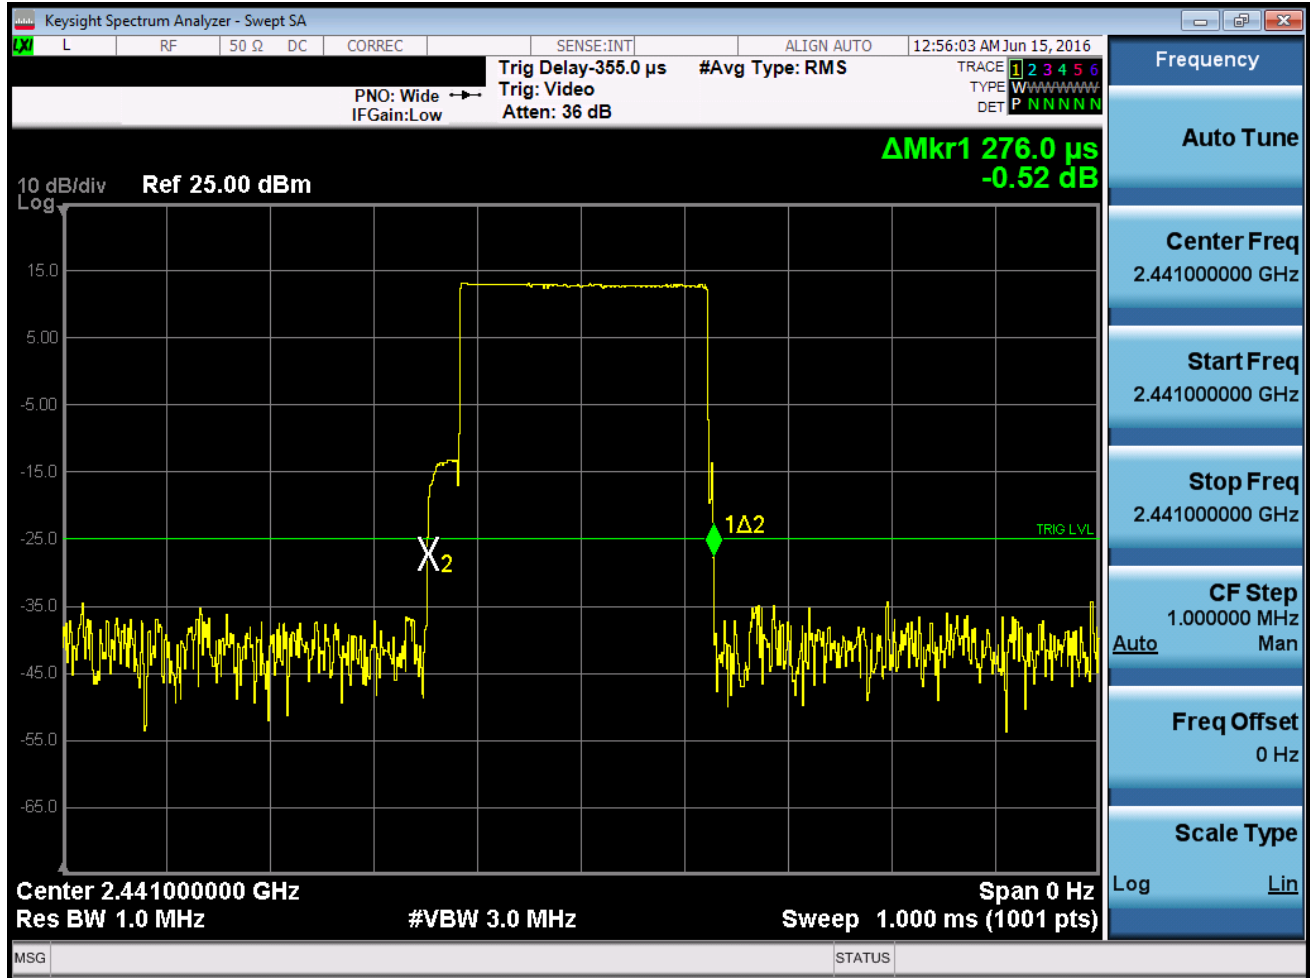 Keysight Spectrum Analyzer - Swept SA
LXI L RF 50 Ω DC CORREC SENSE:INT ALIGN AUTO 12:56:03 AM Jun 15, 2016
Trig Delay-355.0 µs #Avg Type: RMS TRACE 1 2 3 4 5 6
PNO: Wide Trig: Video TYPE WWWWWW
IFGain:Low Atten: 36 dB DET P N N N N N
ΔMkr1 276.0 µs
-0.52 dB
10 dB/div Ref 25.00 dBm
Log
15.0
5.00
-5.00
-15.0
-25.0
-35.0
-45.0
-55.0
-65.0
1Δ2
TRIG LVL
X2
Center 2.441000000 GHz Span 0 Hz
Res BW 1.0 MHz #VBW 3.0 MHz Sweep 1.000 ms (1001 pts)
MSG STATUS
Frequency
Auto Tune
Center Freq
2.441000000 GHz
Start Freq
2.441000000 GHz
Stop Freq
2.441000000 GHz
CF Step
1.000000 MHz
Auto Man
Freq Offset
0 Hz
Scale Type
Log Lin